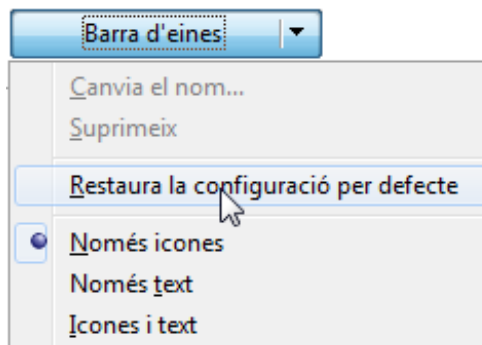 Barra d'eines
Canvia el nom...
Suprimeix
Restaura la configuració per defecte
Només icones
Només text
Icones i text